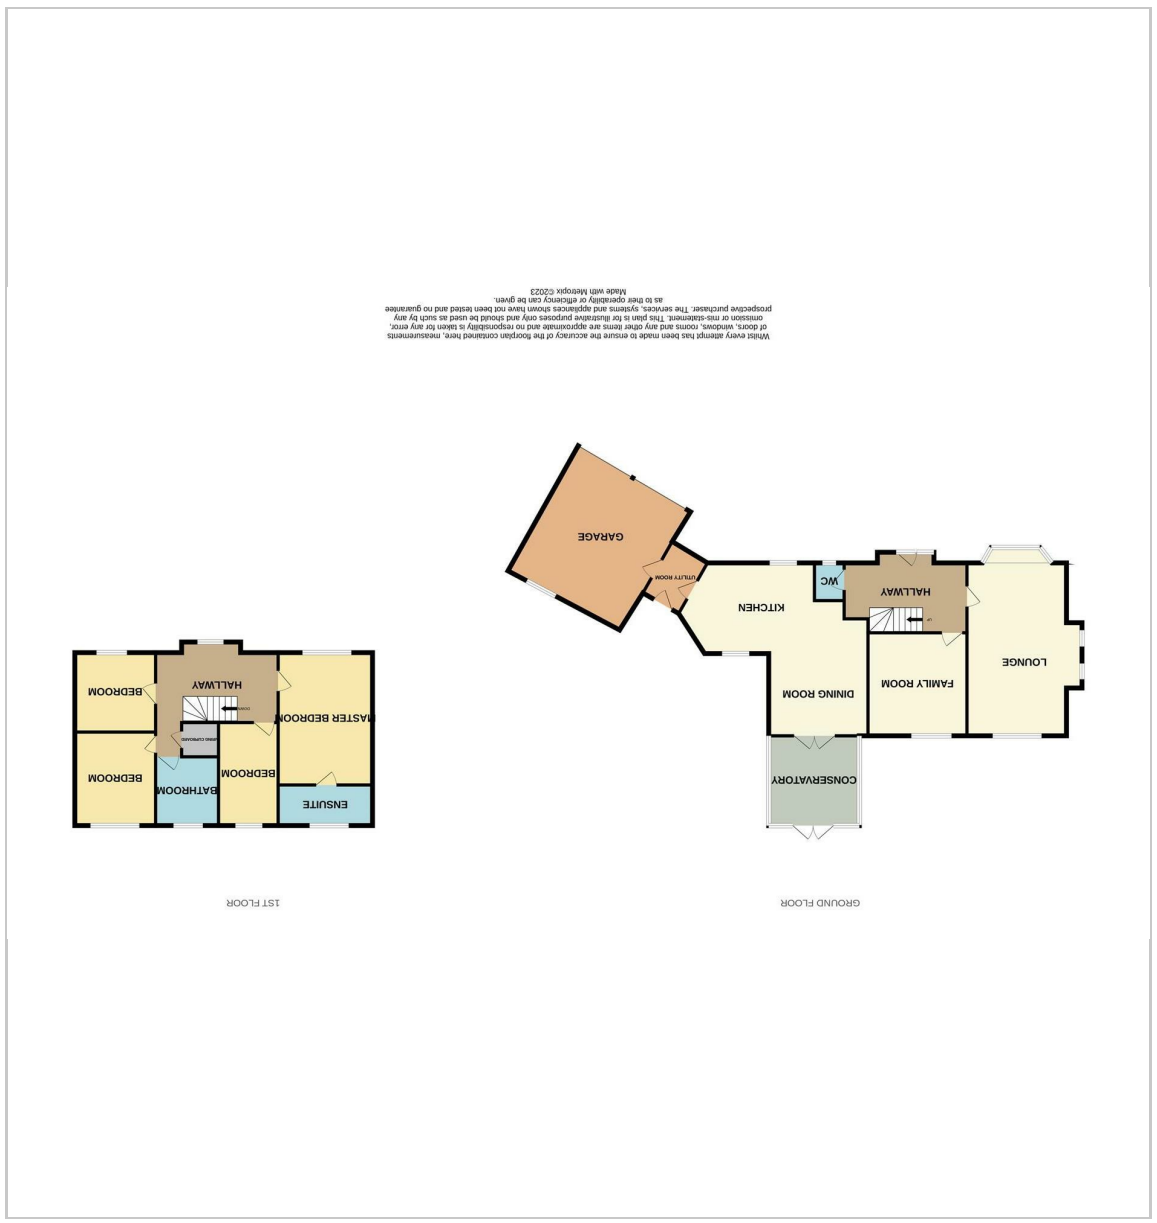 GROUND FLOOR
1ST FLOOR
CONSERVATORY
DINING ROOM
FAMILY ROOM
LOUNGE
KITCHEN
HALLWAY
UP
WC
UTILITY ROOM
GARAGE
ENSUITE
BEDROOM
BATHROOM
BEDROOM
AIRING CUPBOARD
MASTER BEDROOM
DOWN
HALLWAY
BEDROOM
Whilst every attempt has been made to ensure the accuracy of the floorplan contained here, measurements
of doors, windows, rooms and any other items are approximate and no responsibility is taken for any error,
omission or mis-statement. This plan is for illustrative purposes only and should be used as such by any
prospective purchaser. The services, systems and appliances shown have not been tested and no guarantee
as to their operability or efficiency can be given.
Made with Metropix ©2023